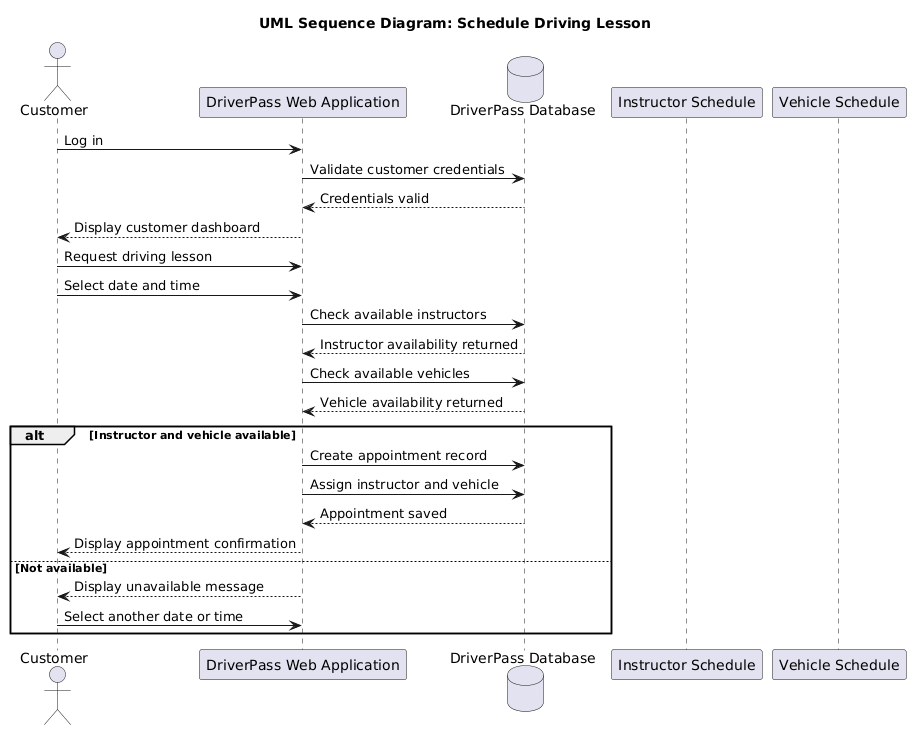 UML Sequence Diagram: Schedule Driving Lesson
Customer
DriverPass Web Application
DriverPass Database
Instructor Schedule
Vehicle Schedule
Log in
Validate customer credentials
Credentials valid
Display customer dashboard
Request driving lesson
Select date and time
Check available instructors
Instructor availability returned
Check available vehicles
Vehicle availability returned
alt
[Instructor and vehicle available]
Create appointment record
Assign instructor and vehicle
Appointment saved
Display appointment confirmation
[Not available]
Display unavailable message
Select another date or time
Customer
DriverPass Web Application
DriverPass Database
Instructor Schedule
Vehicle Schedule